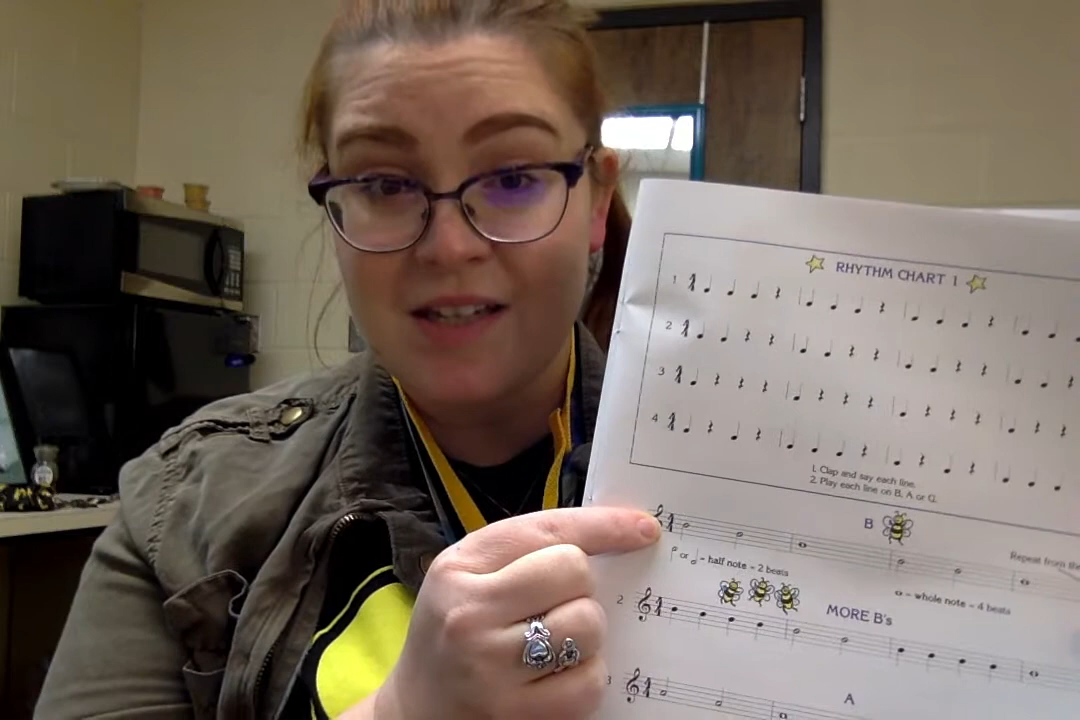 RHYTHM CHART 1
1
2
3
4
1. Clap and say each line.
2. Play each line on B, A or G.
B
Repeat from the
or = half note = 2 beats
= whole note = 4 beats
2
MORE B's
3
A